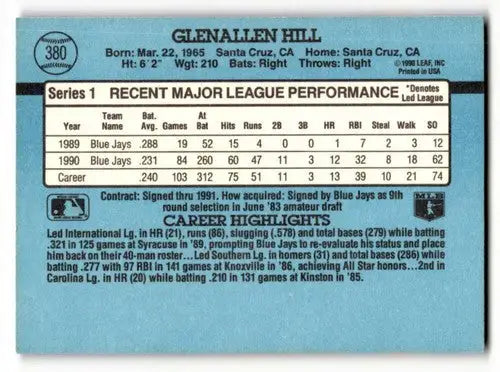 380
GLENALLEN HILL
Born: Mar. 22, 1965 Santa Cruz, CA Home: Santa Cruz, CA
Ht: 6'2" Wgt: 210 Bats: Right Throws: Right
©1990 LEAF, INC
Printed in USA
Series 1 RECENT MAJOR LEAGUE PERFORMANCE *Denotes Led League
Year Team Name Bat. Avg. Games At Bat Hits Runs 2B 3B HR RBI Steal Walk SO
1989 Blue Jays .288 19 52 15 4 0 0 1 7 2 3 12
1990 Blue Jays .231 84 260 60 47 11 3 12 32 8 18 62
Career .240 103 312 75 51 11 3 13 39 10 21 74
Contract: Signed thru 1991. How acquired: Signed by Blue Jays as 9th
round selection in June '83 amateur draft
CAREER HIGHLIGHTS
Led International Lg. in HR (21), runs (86), slugging (.578) and total bases (279) while batting
.321 in 125 games at Syracuse in '89, prompting Blue Jays to re-evaluate his status and place
him back on their 40-man roster...Led Southern Lg. in homers (31) and total bases (286) while
batting .277 with 97 RBI in 141 games at Knoxville in '86, achieving All Star honors...2nd in
Carolina Lg. in HR (20) while batting .210 in 131 games at Kinston in '85.